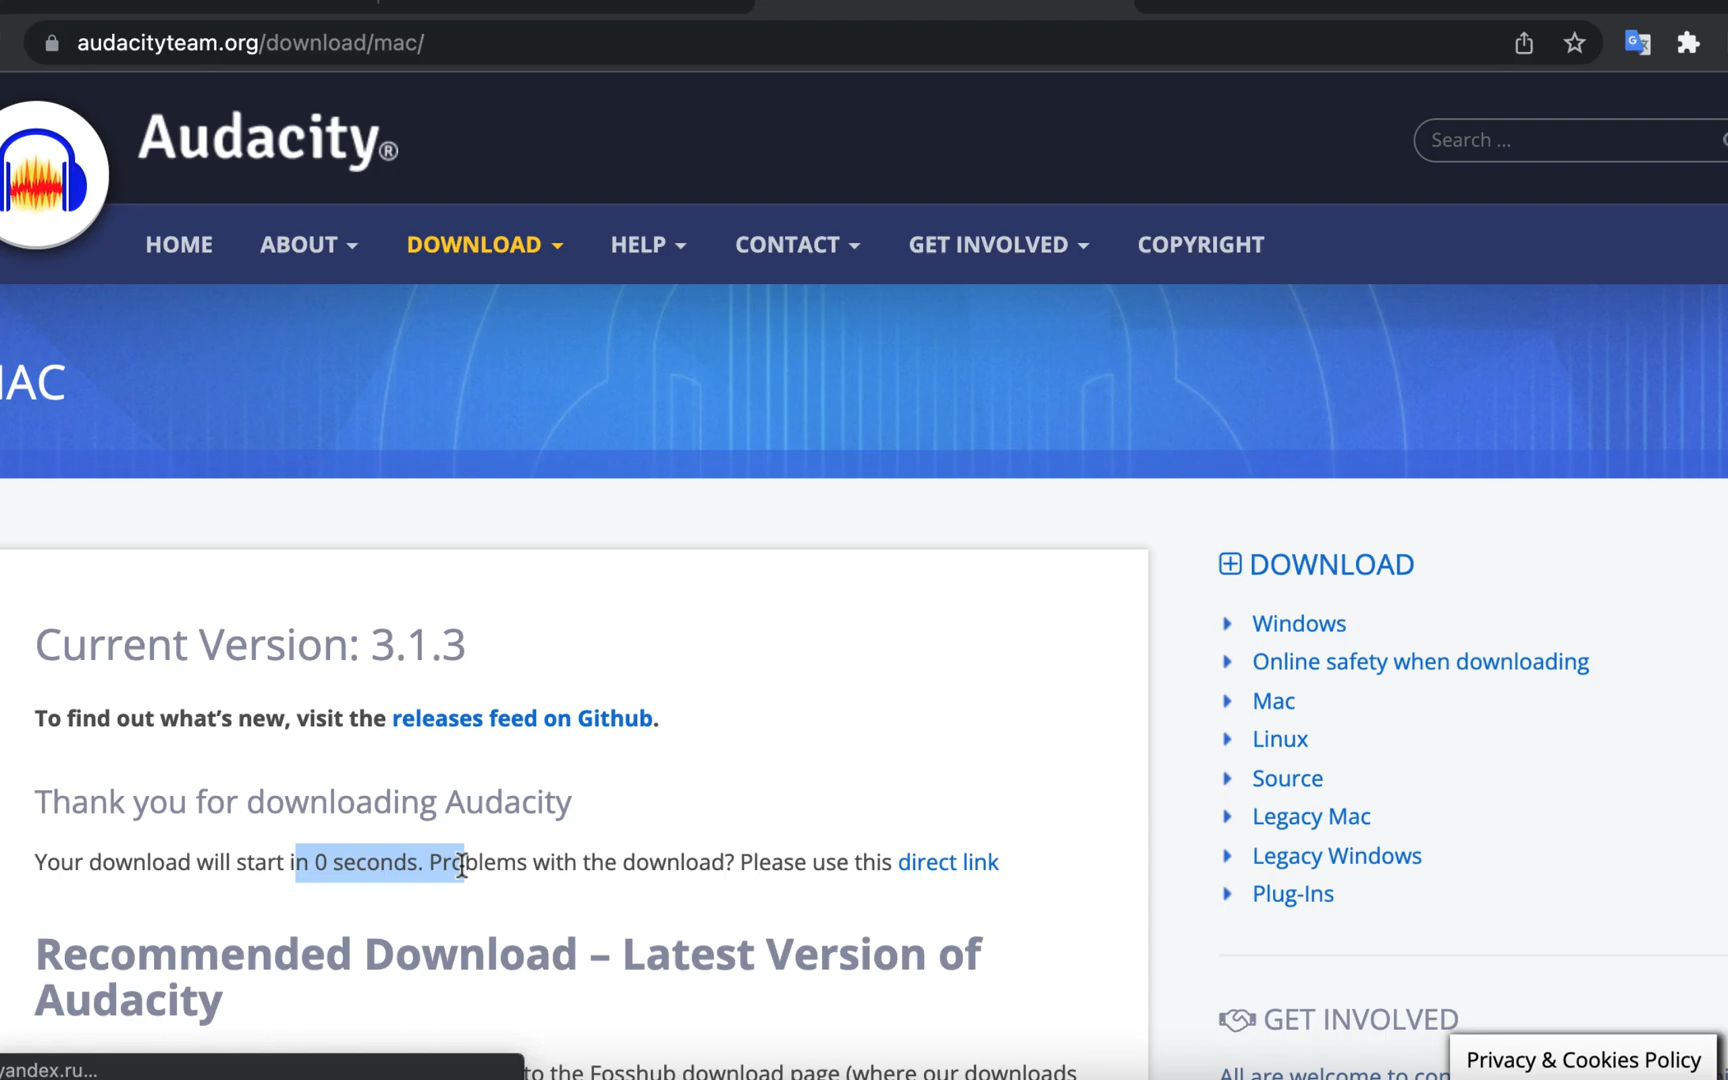 audacityteam.org/download/mac/
Audacity®
Search ...
HOME
ABOUT
DOWNLOAD
HELP
CONTACT
GET INVOLVED
COPYRIGHT
MAC
Current Version: 3.1.3
To find out what's new, visit the releases feed on Github.
Thank you for downloading Audacity
Your download will start in 0 seconds. Problems with the download? Please use this direct link
Recommended Download – Latest Version of
Audacity
to the Fosshub download page (where our downloads
DOWNLOAD
Windows
Online safety when downloading
Mac
Linux
Source
Legacy Mac
Legacy Windows
Plug-Ins
GET INVOLVED
All are welcome to
Privacy & Cookies Policy
yandex.ru...